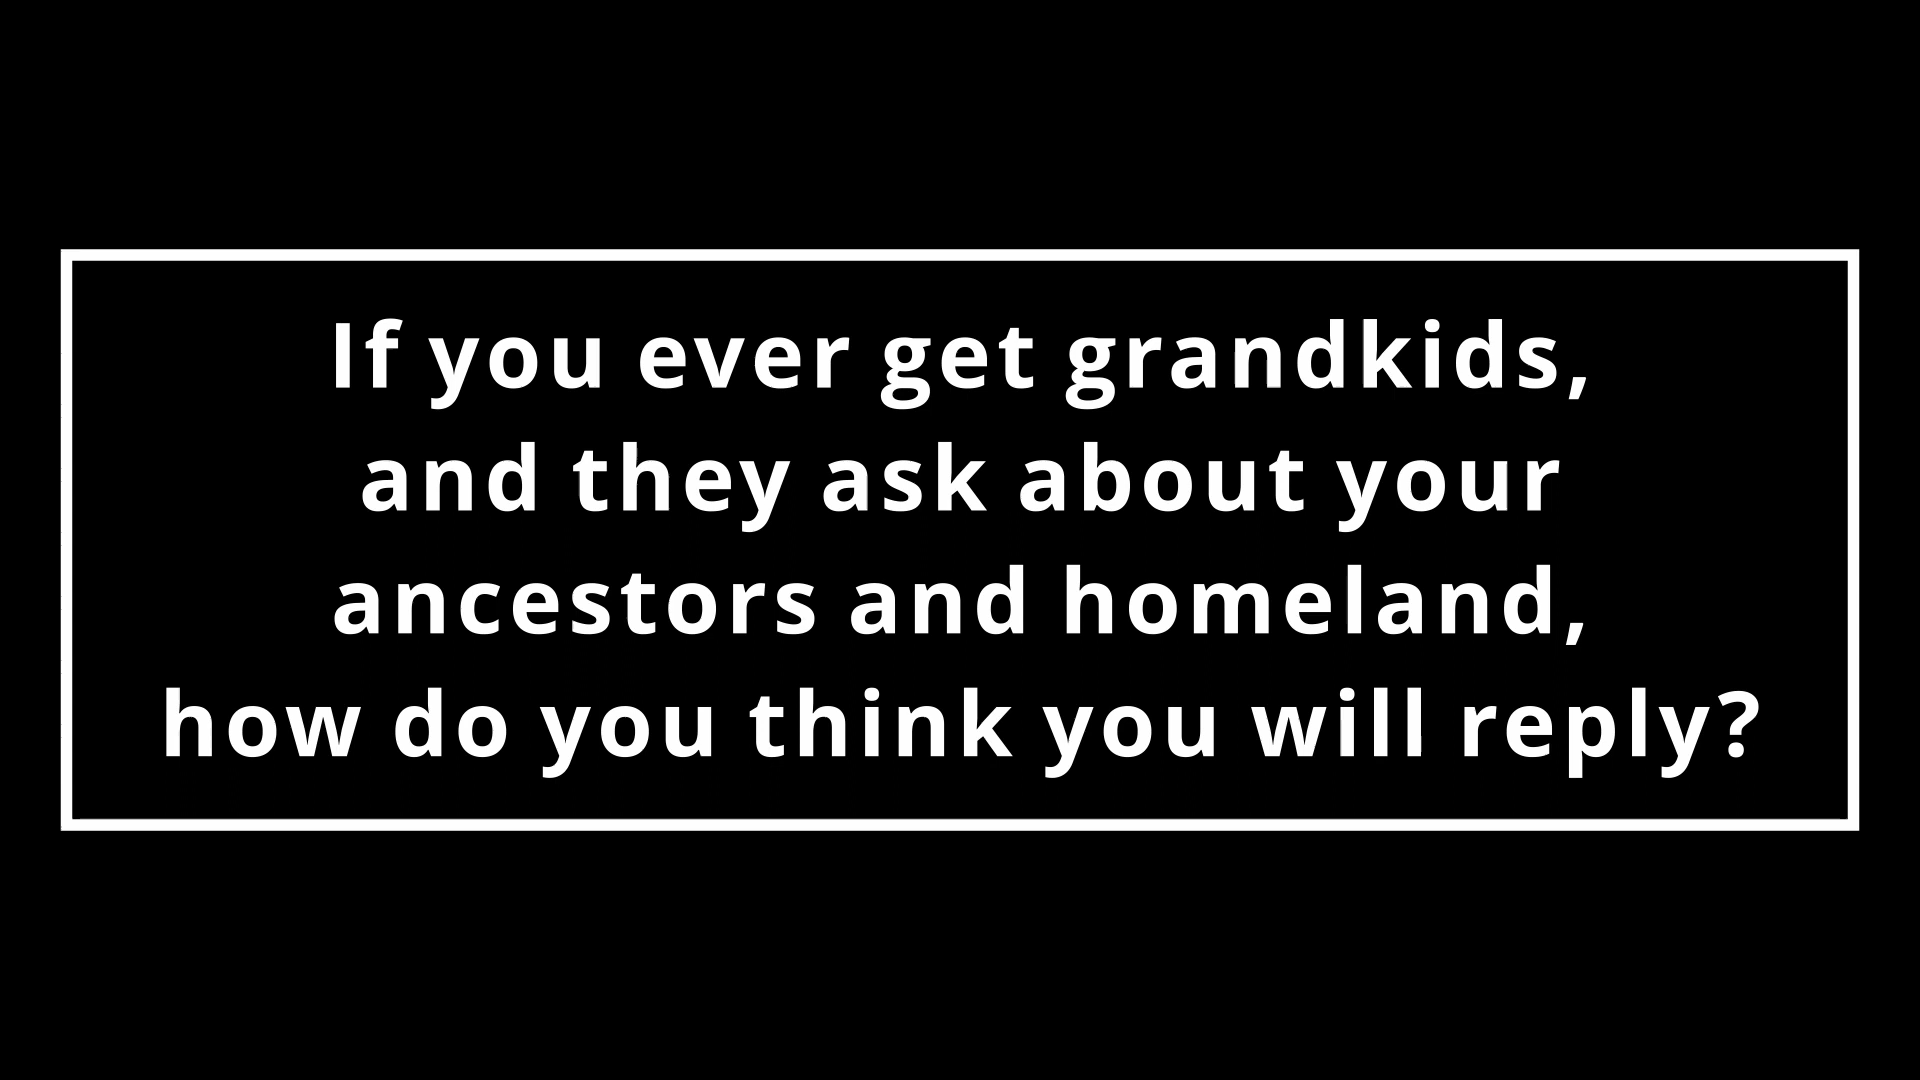 If you ever get grandkids,
and they ask about your
ancestors and homeland,
how do you think you will reply?